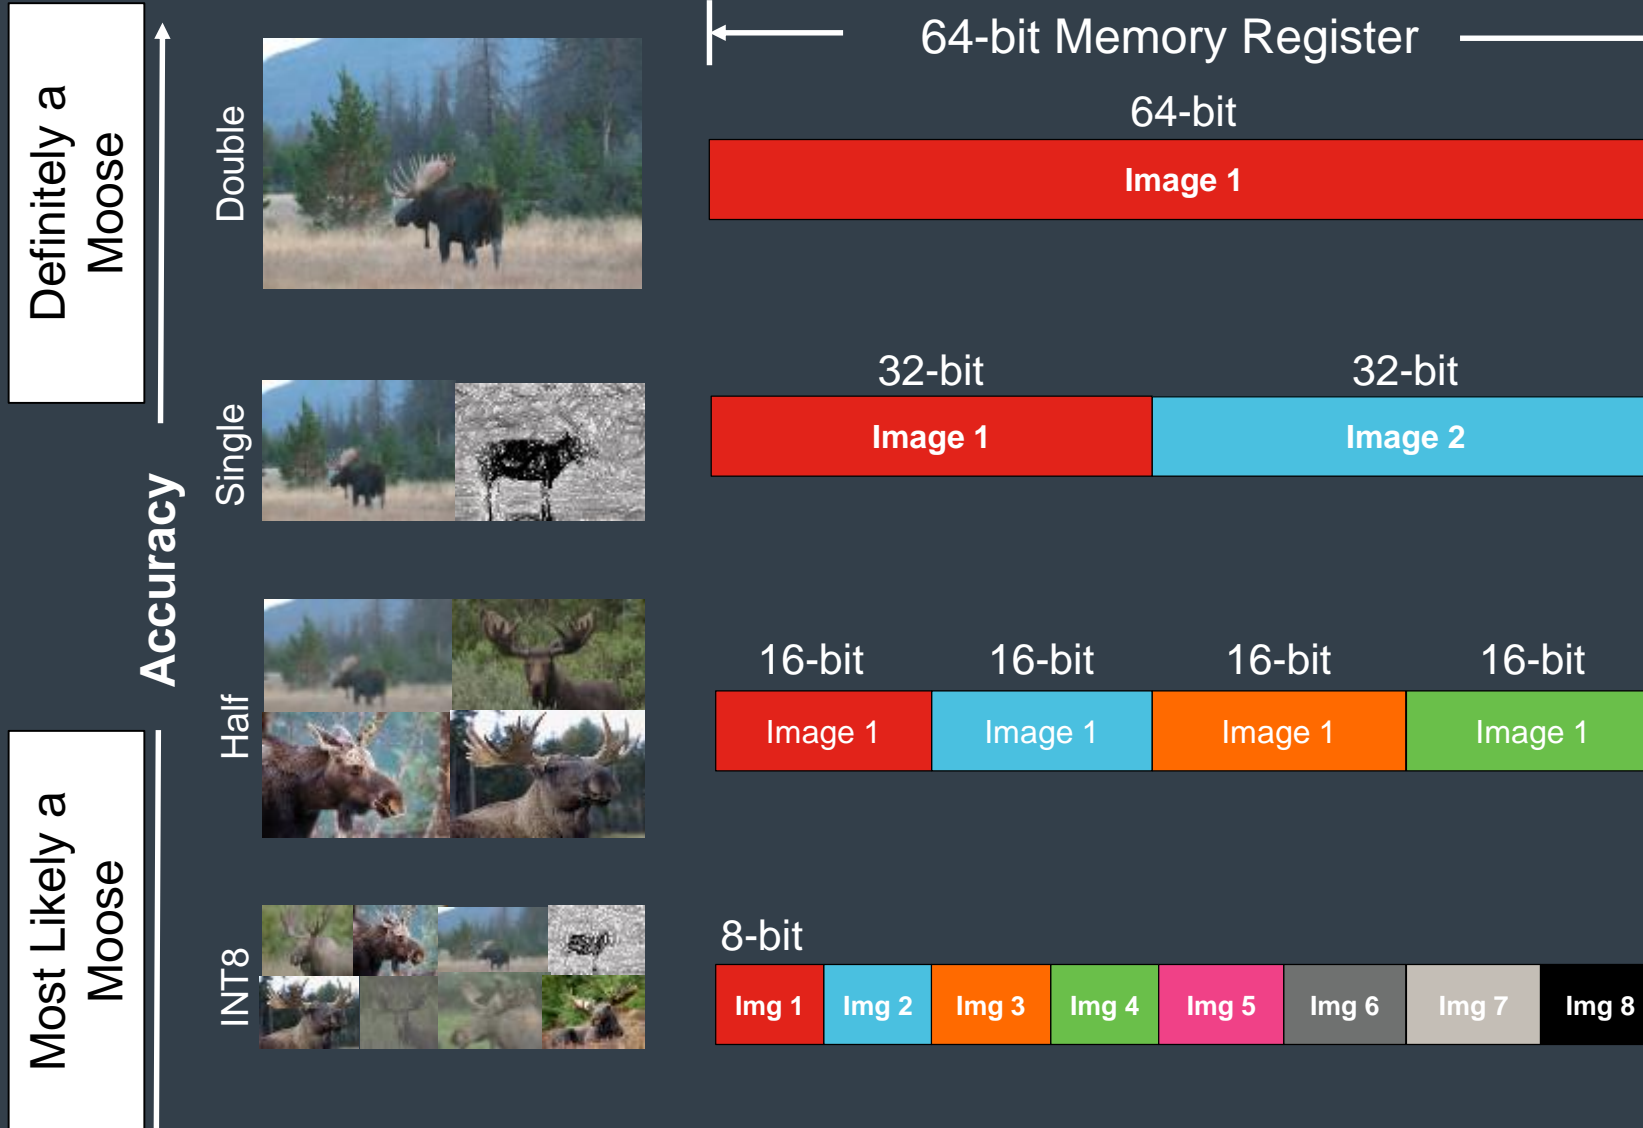 Definitely a
Moose
Accuracy
Most Likely a
Moose
64-bit Memory Register
Double
64-bit
Image 1
Single
32-bit
32-bit
Image 1
Image 2
Half
16-bit
16-bit
16-bit
16-bit
Image 1
Image 1
Image 1
Image 1
INT8
8-bit
Img 1
Img 2
Img 3
Img 4
Img 5
Img 6
Img 7
Img 8